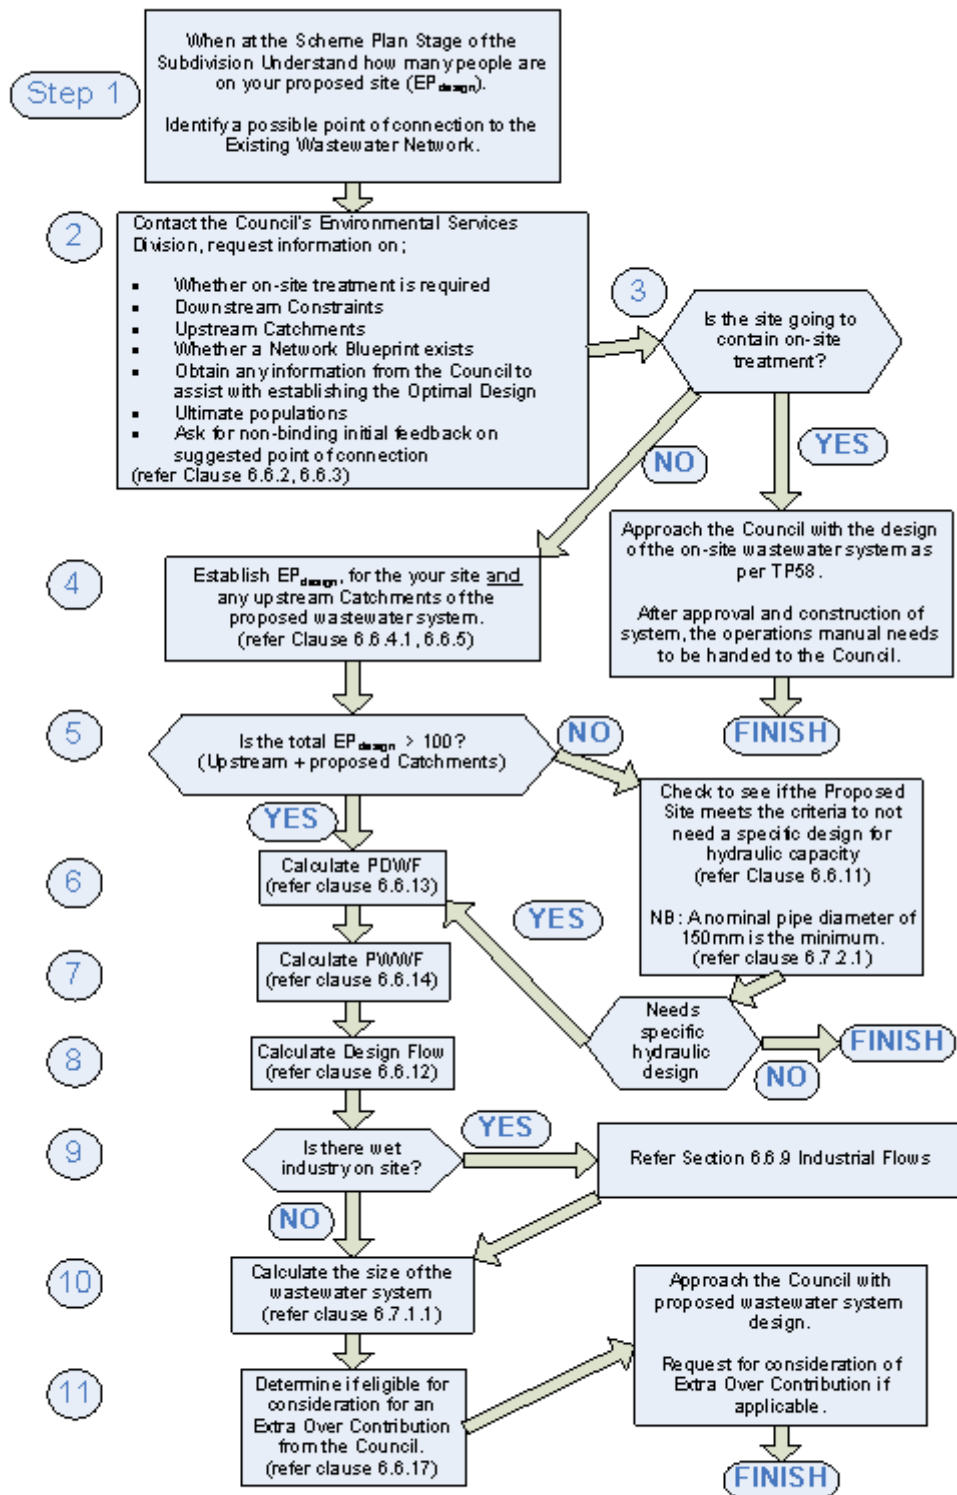 When at the Scheme Plan Stage of the
Subdivision Understand how many people are
on your proposed site (EPdesign).
Step 1
Identify a possible point of connection to the
Existing Wastewater Network.
2
Contact the Council's Environmental Services
Division, request information on;
• Whether on-site treatment is required
• Downstream Constraints
• Upstream Catchments
• Whether a Network Blueprint exists
• Obtain any information from the Council to
assist with establishing the Optimal Design
• Ultimate populations
• Ask for non-binding initial feedback on
suggested point of connection
(refer Clause 6.6.2, 6.6.3)
3
Is the site going to
contain on-site
treatment?
NO
YES
Approach the Council with the design
of the on-site wastewater system as
per TP58.
After approval and construction of
system, the operations manual needs
to be handed to the Council.
FINISH
4
Establish EPdesign, for the your site and
any upstream Catchments of the
proposed wastewater system.
(refer Clause 6.6.4.1, 6.6.5)
5
Is the total EPdesign > 100?
(Upstream + proposed Catchments)
NO
YES
Check to see if the Proposed
Site meets the criteria to not
need a specific design for
hydraulic capacity
(refer Clause 6.6.11)
NB: A nominal pipe diameter of
150mm is the minimum.
(refer clause 6.7.2.1)
6
Calculate PDWF
(refer clause 6.6.13)
YES
7
Calculate PWWF
(refer clause 6.6.14)
Needs
specific
hydraulic
design
NO
FINISH
8
Calculate Design Flow
(refer clause 6.6.12)
9
Is there wet
industry on site?
YES
Refer Section 6.6.9 Industrial Flows
NO
10
Calculate the size of the
wastewater system
(refer clause 6.7.1.1)
11
Determine if eligible for
consideration for an
Extra Over Contribution
from the Council.
(refer clause 6.6.17)
Approach the Council with
proposed wastewater system
design.
Request for consideration of
Extra Over Contribution if
applicable.
FINISH